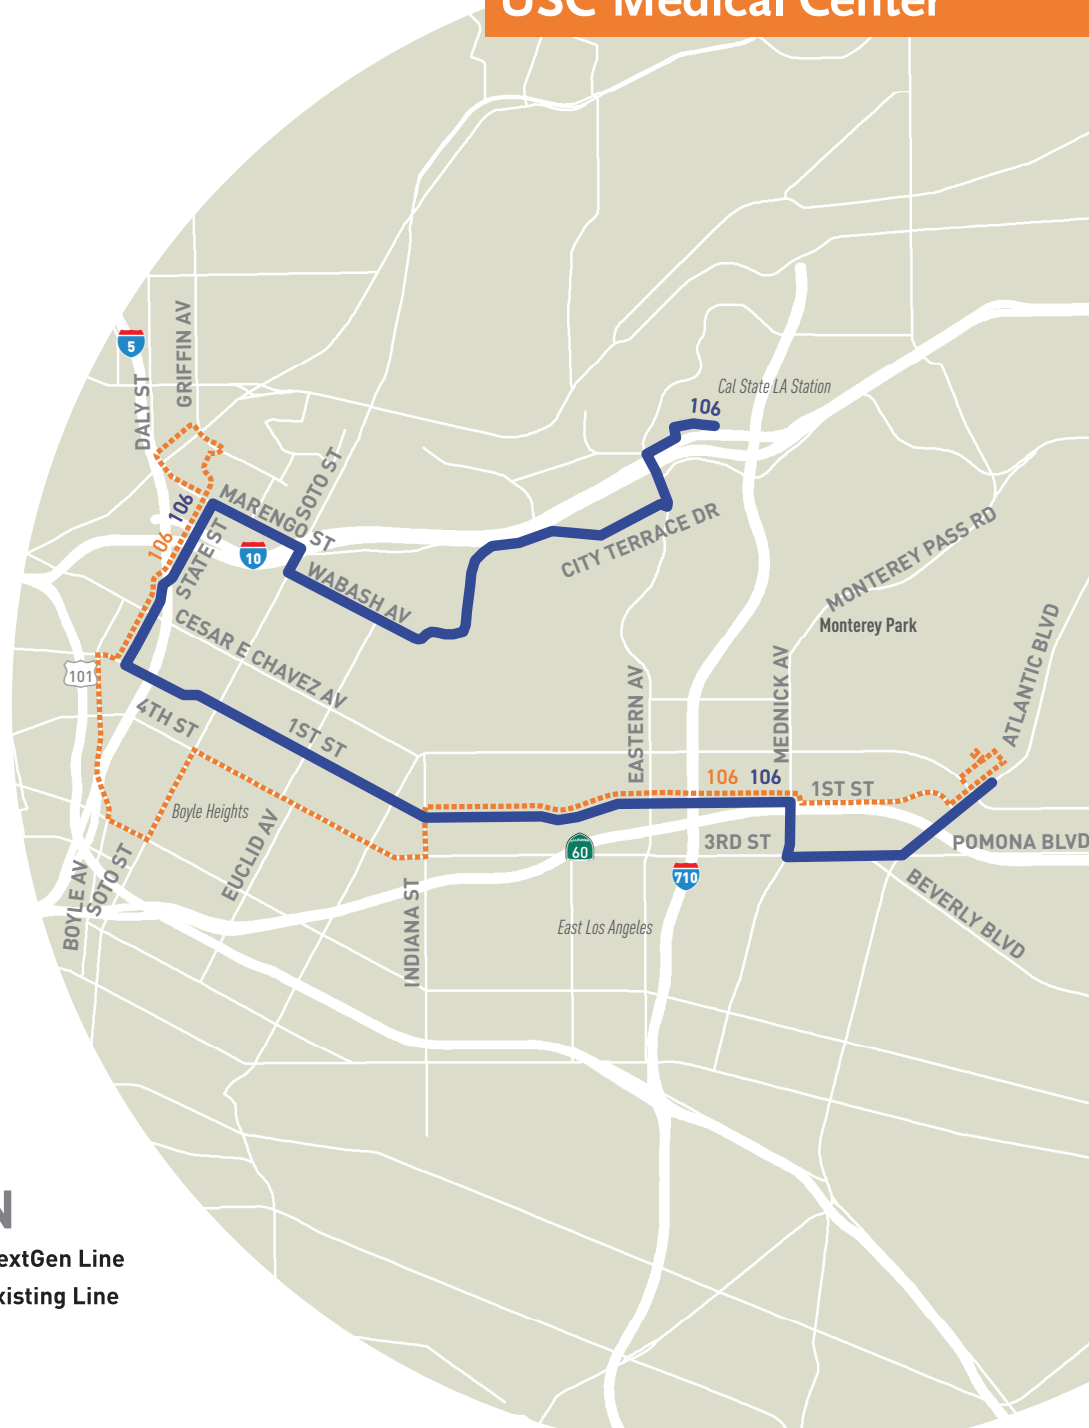 USC Medical Center
5
DALY ST
GRIFFIN AV
Cal State LA Station
106
SOTO ST
MARENGO ST
106
106
STATE ST
10
WABASH AV
CITY TERRACE DR
MONTEREY PASS RD
Monterey Park
CESAR E CHAVEZ AV
101
4TH ST
1ST ST
EASTERN AV
MEDNICK AV
ATLANTIC BLVD
106 106
1ST ST
Boyle Heights
EUCLID AV
60
3RD ST
POMONA BLVD
710
BOYLE AV
SOTO ST
INDIANA ST
East Los Angeles
BEVERLY BLVD
N
extGen Line
xisting Line